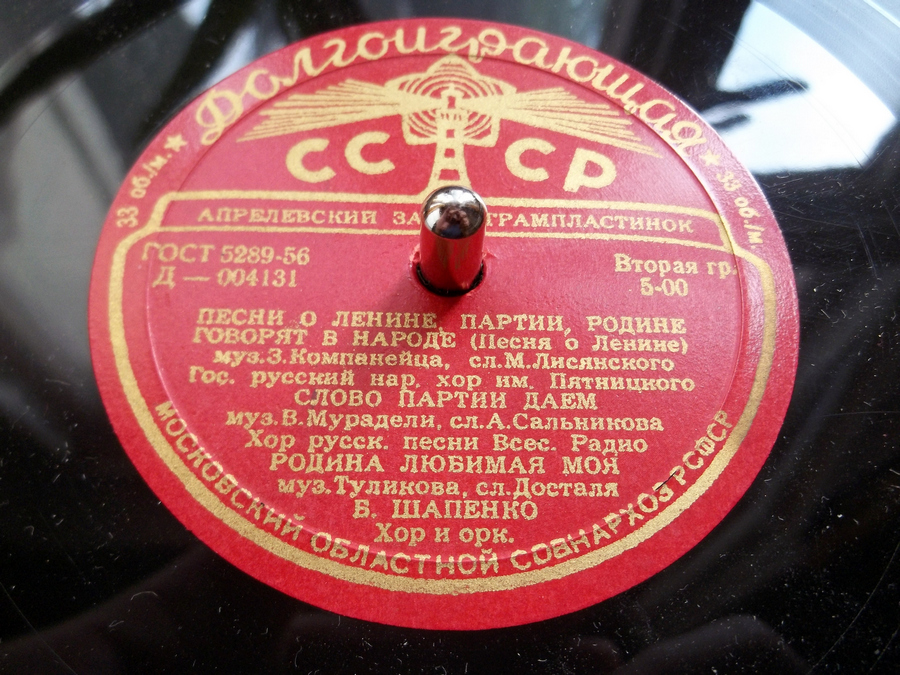 Долгоиграющая
33 об./м. ★ ★ 33 об./м
СССР
АПРЕЛЕВСКИЙ ГРАМПЛАСТИНОК
ГОСТ 5289-56
Д — 004131
Вторая гр.
5-00
ПЕСНИ О ЛЕНИНЕ, ПАРТИИ, РОДИНЕ
ГОВОРЯТ В НАРОДЕ (Песня о Ленине)
муз.З.Компанейца, сл.М.Лисянского
Гос. русский нар. хор им. Пятницкого
СЛОВО ПАРТИИ ДАЕМ
муз.В.Мурадели, сл.А.Сальникова
Хор русск. песни Всес. Радио
РОДИНА ЛЮБИМАЯ МОЯ
муз.Туликова, сл.Досталя
Б. ШАПЕНКО
Хор и орк.
МОСКОВСКИЙ ОБЛАСТНОЙ СОВНАРХОЗ РСФСР